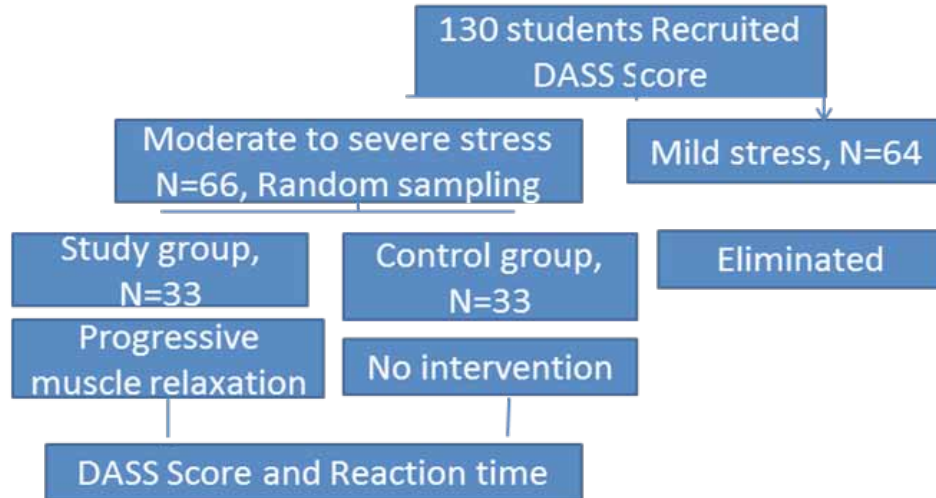 130 students Recruited
DASS Score
Moderate to severe stress
N=66, Random sampling
Mild stress, N=64
Study group,
N=33
Control group,
N=33
Eliminated
Progressive
muscle relaxation
No intervention
DASS Score and Reaction time